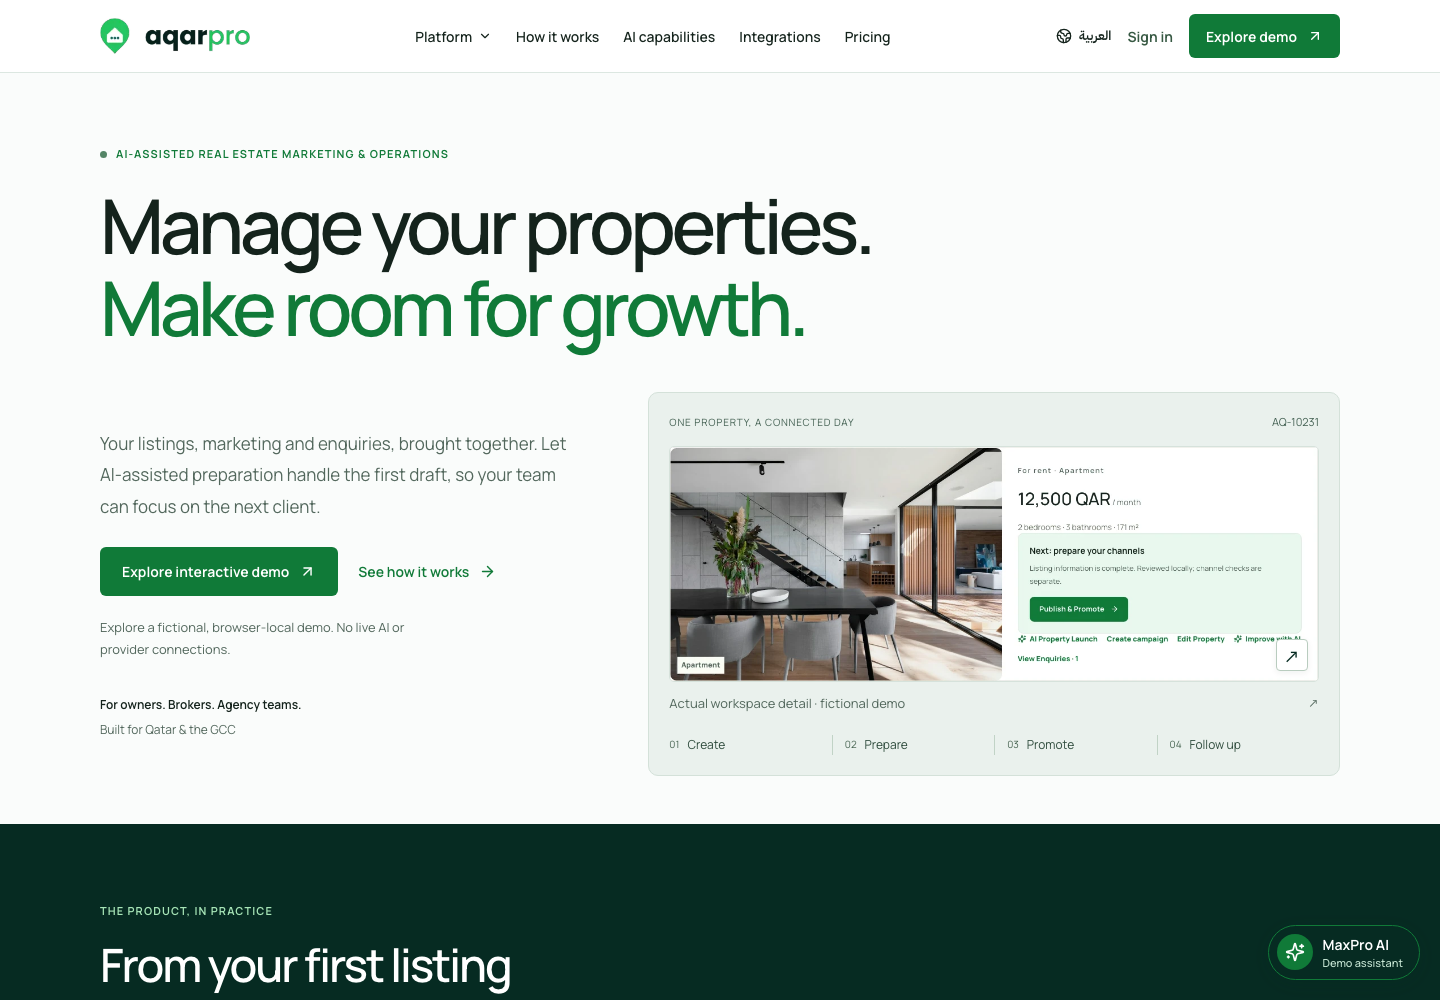 aqarpro
Platform
How it works
AI capabilities
Integrations
Pricing
العربية
Sign in
Explore demo
AI-ASSISTED REAL ESTATE MARKETING & OPERATIONS
Manage your properties.
Make room for growth.
Your listings, marketing and enquiries, brought together. Let
AI-assisted preparation handle the first draft, so your team
can focus on the next client.
Explore interactive demo
See how it works
Explore a fictional, browser-local demo. No live AI or
provider connections.
For owners. Brokers. Agency teams.
Built for Qatar & the GCC
ONE PROPERTY, A CONNECTED DAY
AQ-10231
Apartment
For rent · Apartment
12,500 QAR / month
2 bedrooms · 3 bathrooms · 171 m²
Next: prepare your channels
Listing information is complete. Reviewed locally; channel checks are
separate.
Publish & Promote
AI Property Launch
Create campaign
Edit Property
Improve with AI
View Enquiries · 1
Actual workspace detail · fictional demo
01 Create
02 Prepare
03 Promote
04 Follow up
THE PRODUCT, IN PRACTICE
From your first listing
MaxPro AI
Demo assistant